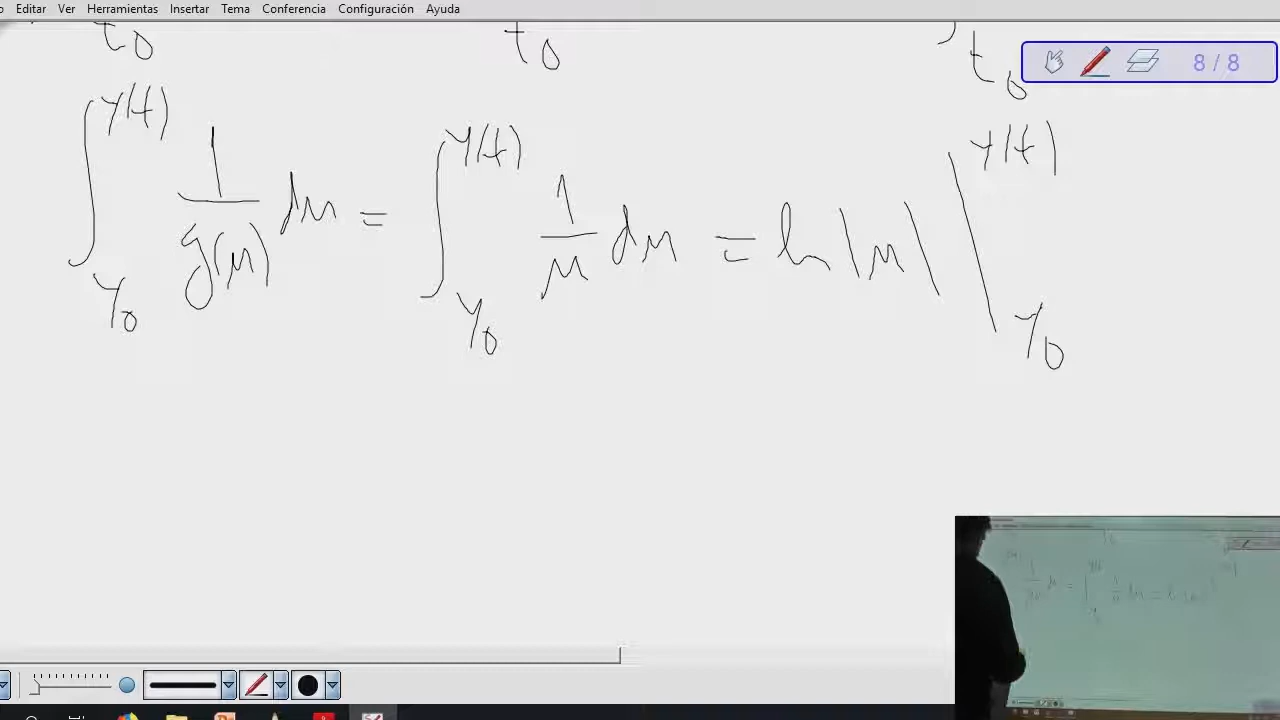 Editar Ver Herramientas Insertar Tema Conferencia Configuración Ayuda
t₀ t₀ t₀
8 / 8
∫_{y₀}^{y(t)} 1/g(u) du = ∫_{y₀}^{y(t)} 1/u du = ln|u| |_{y₀}^{y(t)}